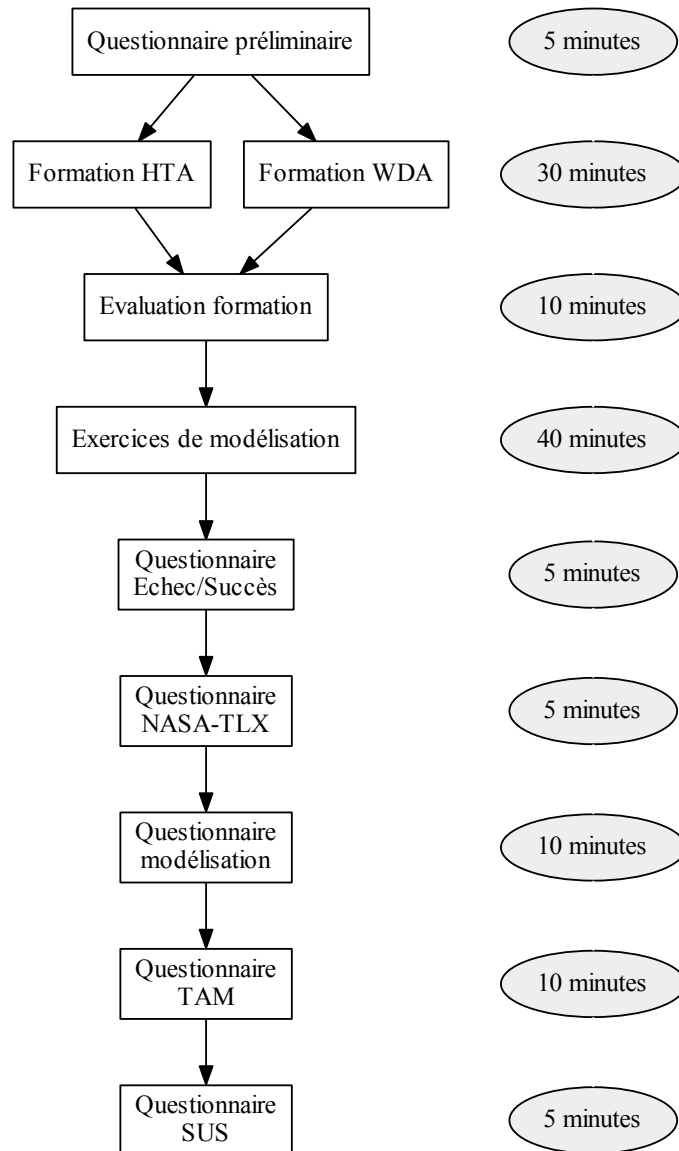 Questionnaire préliminaire
5 minutes
Formation HTA
Formation WDA
30 minutes
Evaluation formation
10 minutes
Exercices de modélisation
40 minutes
Questionnaire
Echec/Succès
5 minutes
Questionnaire
NASA-TLX
5 minutes
Questionnaire
modélisation
10 minutes
Questionnaire
TAM
10 minutes
Questionnaire
SUS
5 minutes